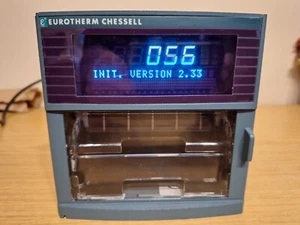 EUROTHERM CHESSELL
056
INIT. VERSION 2.33